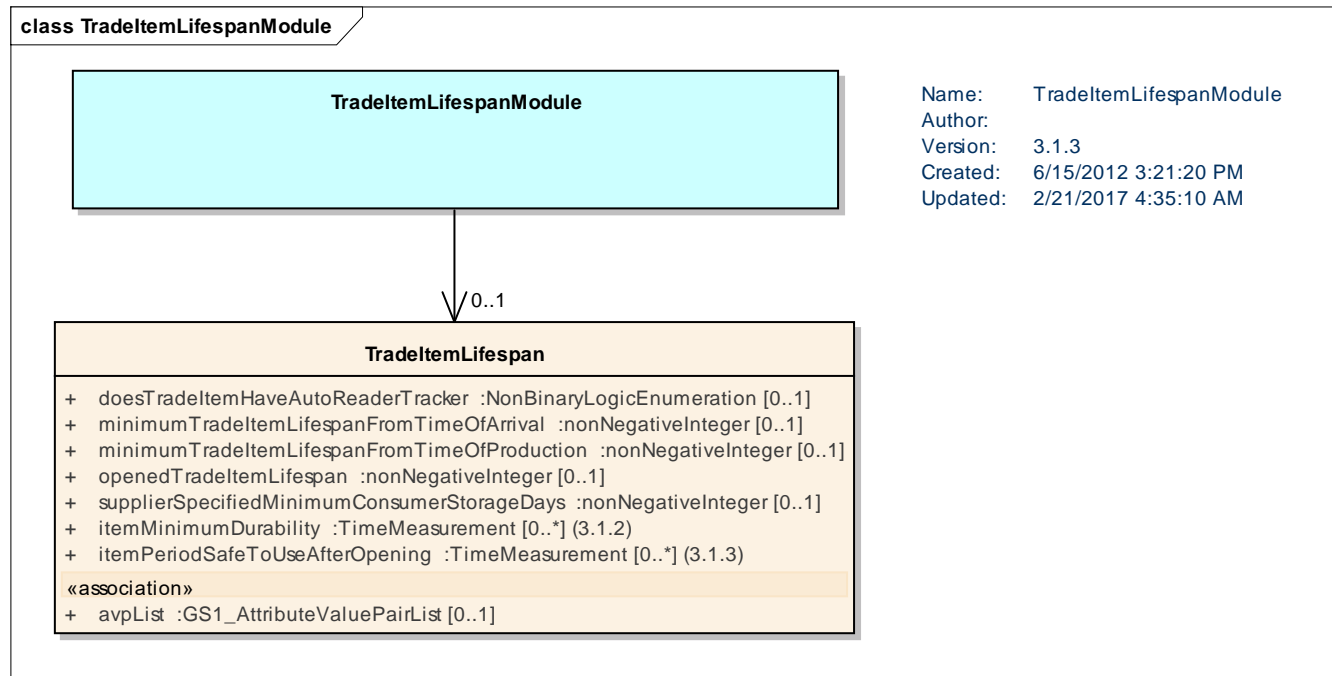 class TradeItemLifespanModule
TradeItemLifespanModule
Name: TradeItemLifespanModule
Author:
Version: 3.1.3
Created: 6/15/2012 3:21:20 PM
Updated: 2/21/2017 4:35:10 AM
0..1
TradeItemLifespan
+ doesTradeItemHaveAutoReaderTracker :NonBinaryLogicEnumeration [0..1]
+ minimumTradeItemLifespanFromTimeOfArrival :nonNegativeInteger [0..1]
+ minimumTradeItemLifespanFromTimeOfProduction :nonNegativeInteger [0..1]
+ openedTradeItemLifespan :nonNegativeInteger [0..1]
+ supplierSpecifiedMinimumConsumerStorageDays :nonNegativeInteger [0..1]
+ itemMinimumDurability :TimeMeasurement [0..*] (3.1.2)
+ itemPeriodSafeToUseAfterOpening :TimeMeasurement [0..*] (3.1.3)
«association»
+ avpList :GS1_AttributeValuePairList [0..1]